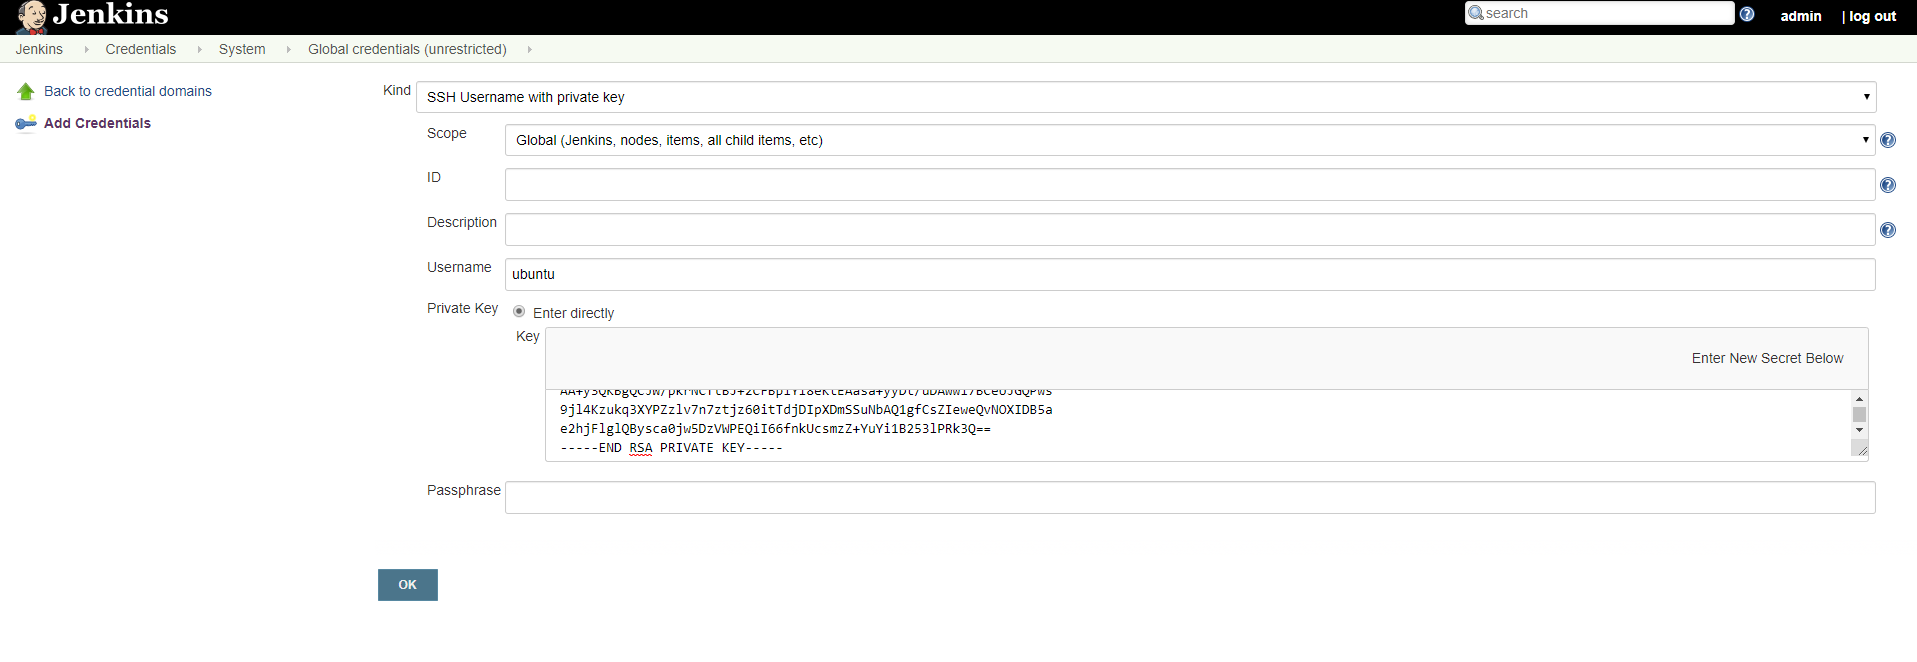 Jenkins
search
admin
| log out
Jenkins
Credentials
System
Global credentials (unrestricted)
Back to credential domains
Add Credentials
Kind
SSH Username with private key
Scope
Global (Jenkins, nodes, items, all child items, etc)
ID
Description
Username
ubuntu
Private Key
Enter directly
Key
Enter New Secret Below
9jl4Kzukq3XYPZzlv7n7ztjz60itTdjDIpXDmSSuNbAQ1gfCsZIeweQvNOXIDB5a
e2hjFlglQBysca0jw5DzVWPEQiI66fnkUcsmzZ+YuYi1B253lPRk3Q==
-----END RSA PRIVATE KEY-----
Passphrase
OK